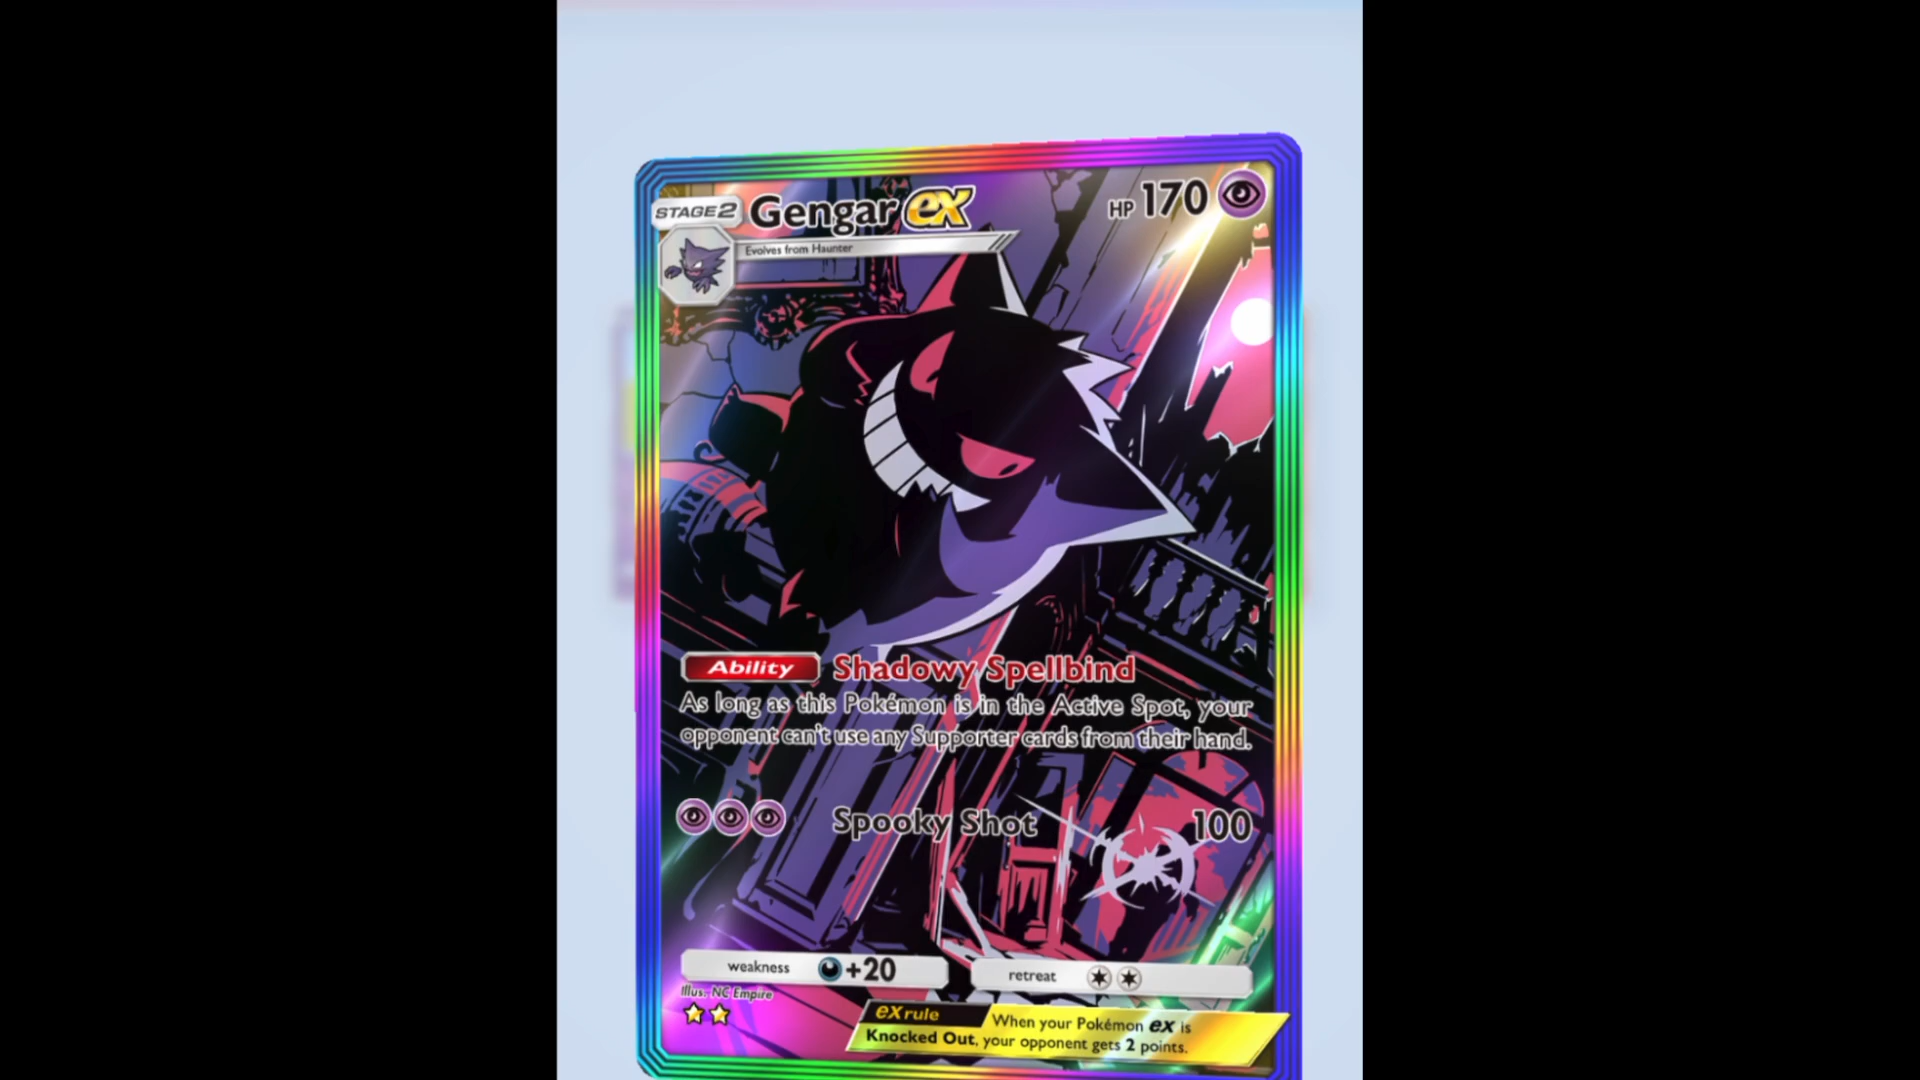 STAGE2 Gengar ex HP 170
Evolves from Haunter
Ability Shadowy Spellbind
As long as this Pokémon is in the Active Spot, your
opponent can't use any Supporter cards from their hand.
Spooky Shot 100
weakness +20 retreat
Illus. NC Empire
ex rule When your Pokémon ex is
Knocked Out, your opponent gets 2 points.